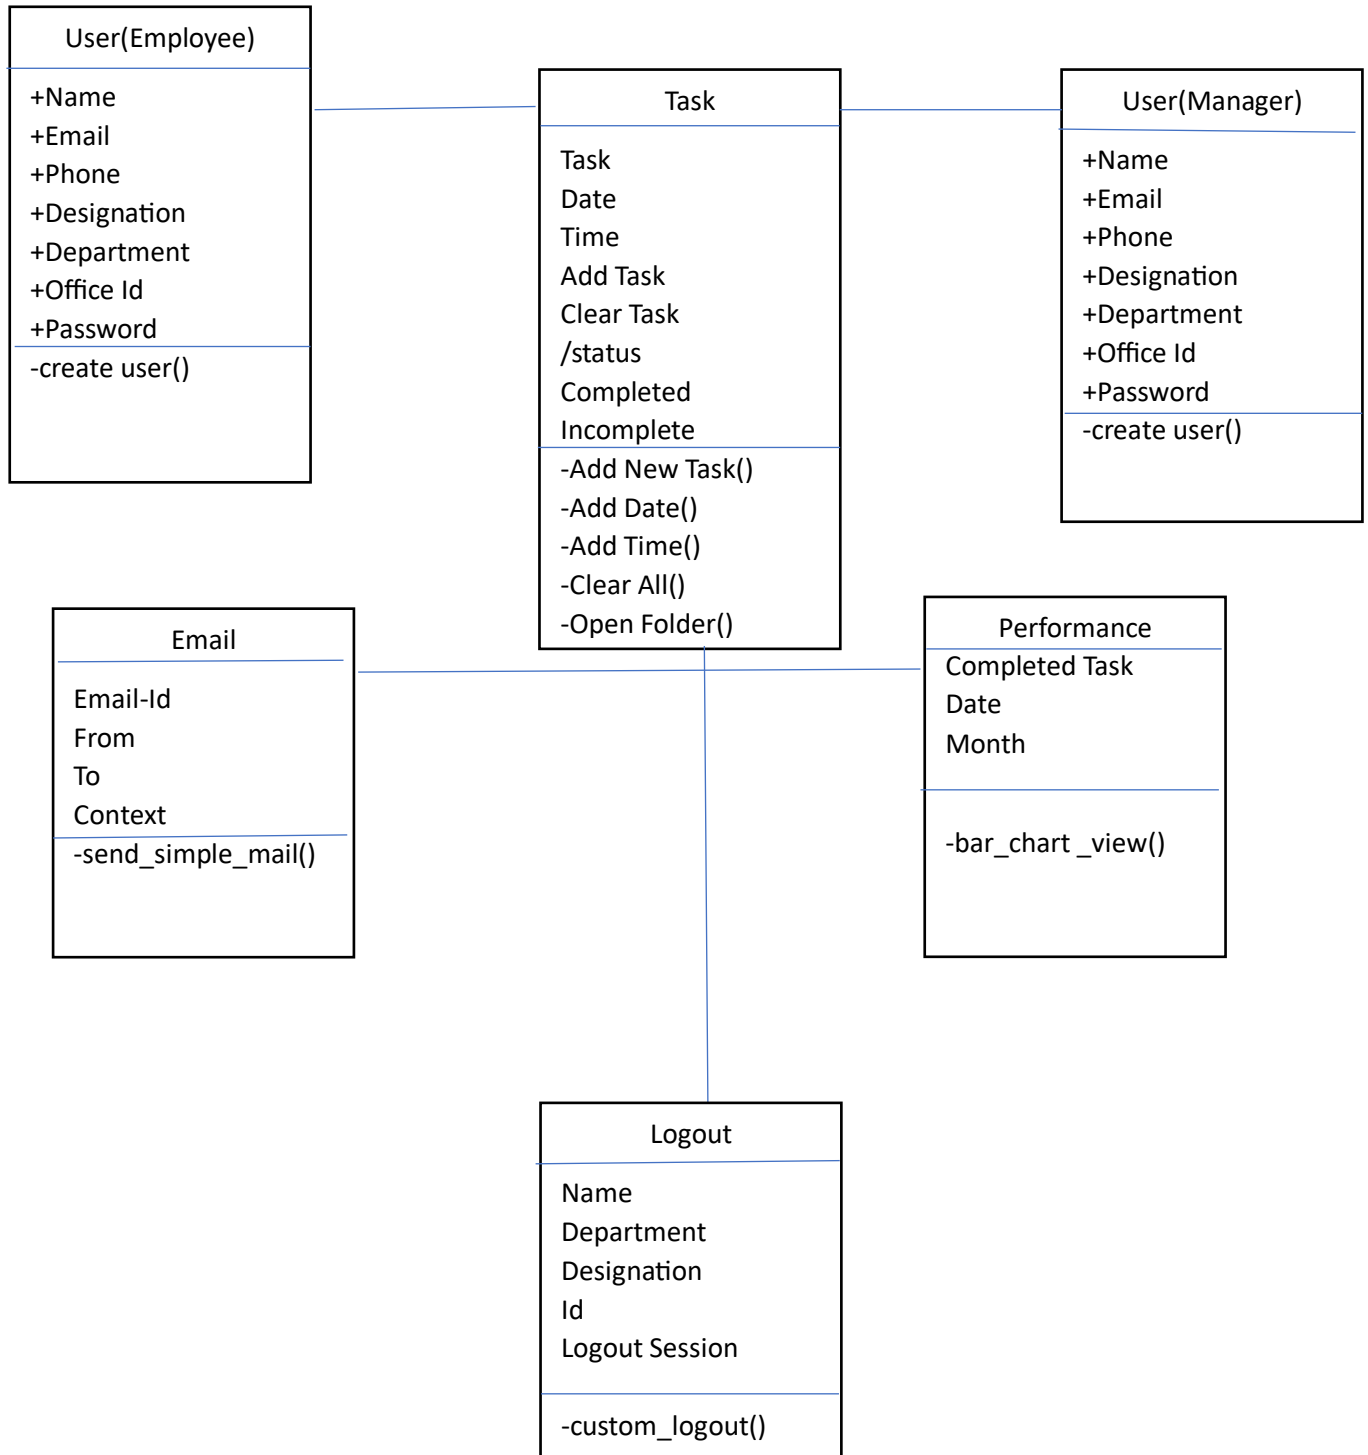 User(Employee)
+Name
+Email
+Phone
+Designation
+Department
+Office Id
+Password
-create user()
Task
Task
Date
Time
Add Task
Clear Task
/status
Completed
Incomplete
-Add New Task()
-Add Date()
-Add Time()
-Clear All()
-Open Folder()
User(Manager)
+Name
+Email
+Phone
+Designation
+Department
+Office Id
+Password
-create user()
Email
Email-Id
From
To
Context
-send_simple_mail()
Performance
Completed Task
Date
Month
-bar_chart _view()
Logout
Name
Department
Designation
Id
Logout Session
-custom_logout()